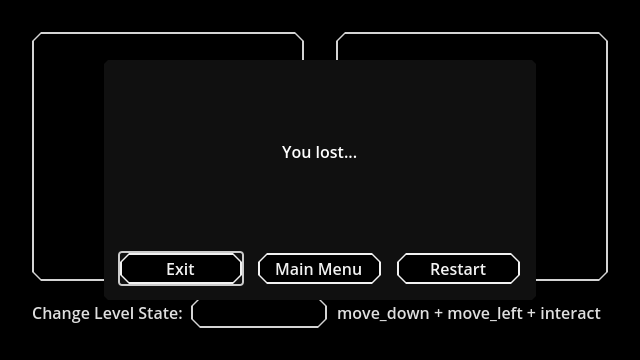 You lost...
Exit Main Menu Restart
Change Level State: move_down + move_left + interact